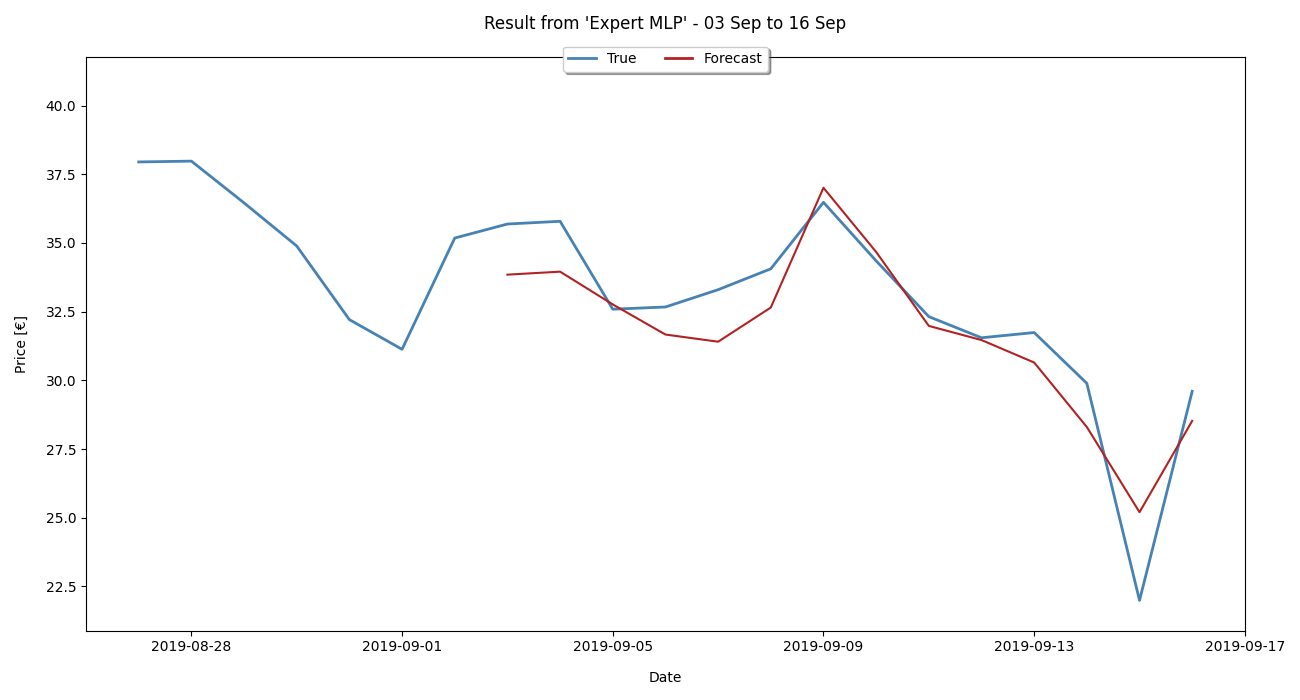 Result from 'Expert MLP' - 03 Sep to 16 Sep
True Forecast
40.0
37.5
35.0
32.5
30.0
27.5
25.0
22.5
Price [€]
2019-08-28 2019-09-01 2019-09-05 2019-09-09 2019-09-13 2019-09-17
Date